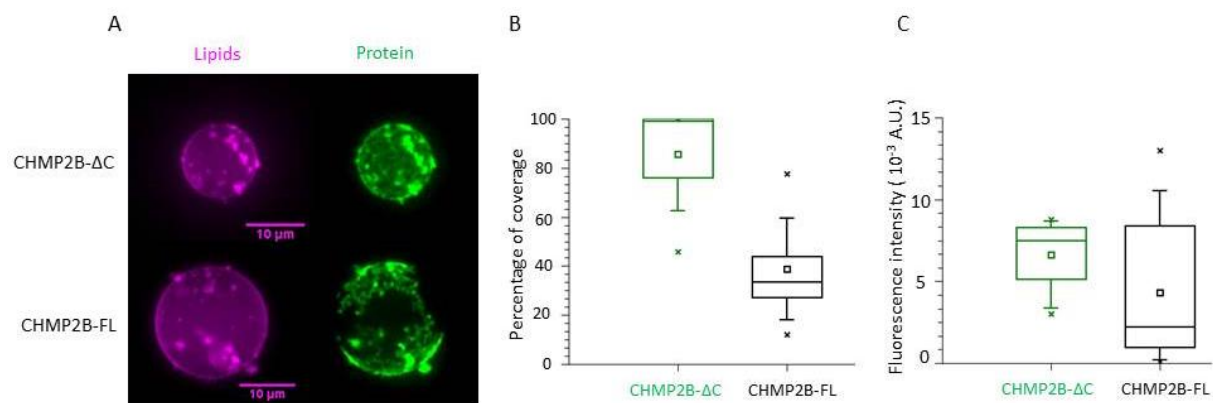 A
Lipids
Protein
CHMP2B-ΔC
10 µm
CHMP2B-FL
10 µm
B
Percentage of coverage
100
80
60
40
20
0
CHMP2B-ΔC
CHMP2B-FL
C
Fluorescence intensity ( 10⁻³ A.U.)
15
10
5
0
CHMP2B-ΔC
CHMP2B-FL